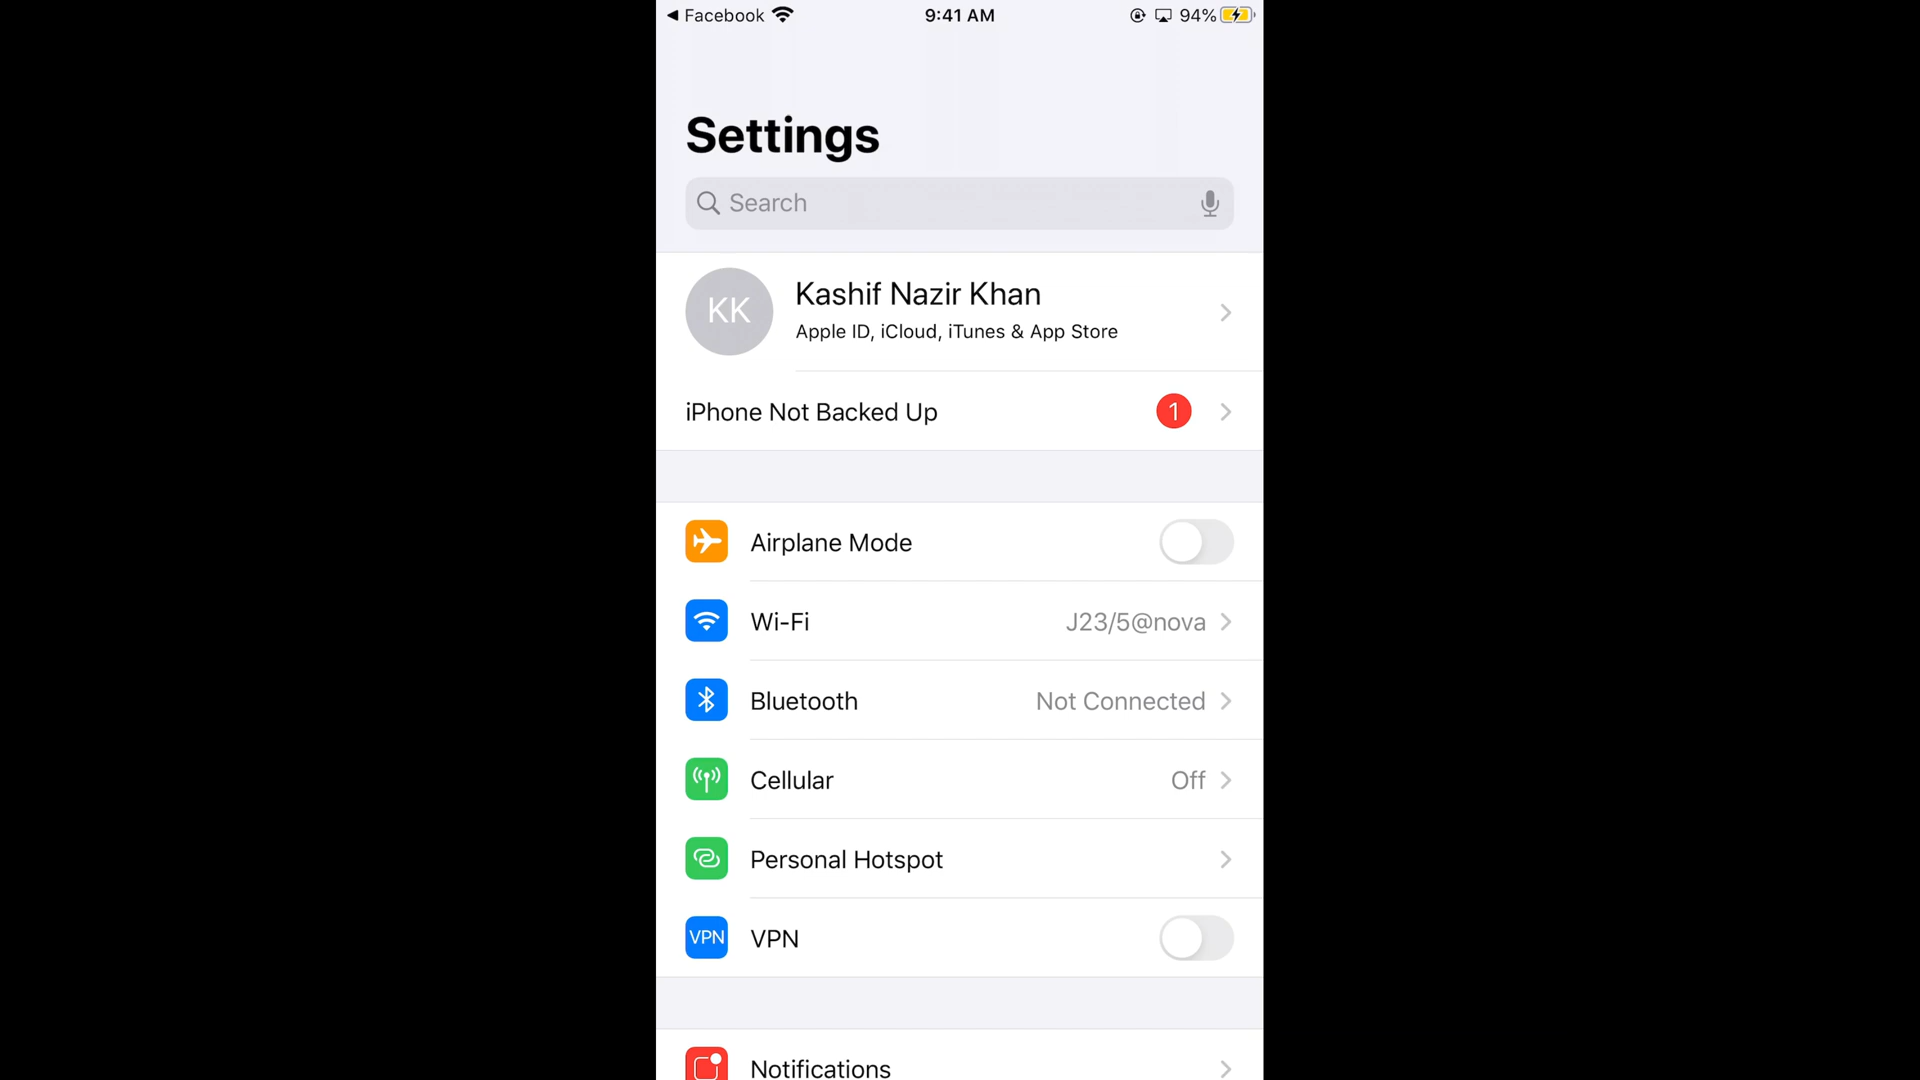 ◀ Facebook 9:41 AM 94%
Settings
Search
KK
Kashif Nazir Khan
Apple ID, iCloud, iTunes & App Store
iPhone Not Backed Up 1
Airplane Mode
Wi-Fi J23/5@nova
Bluetooth Not Connected
Cellular Off
Personal Hotspot
VPN VPN
Notifications